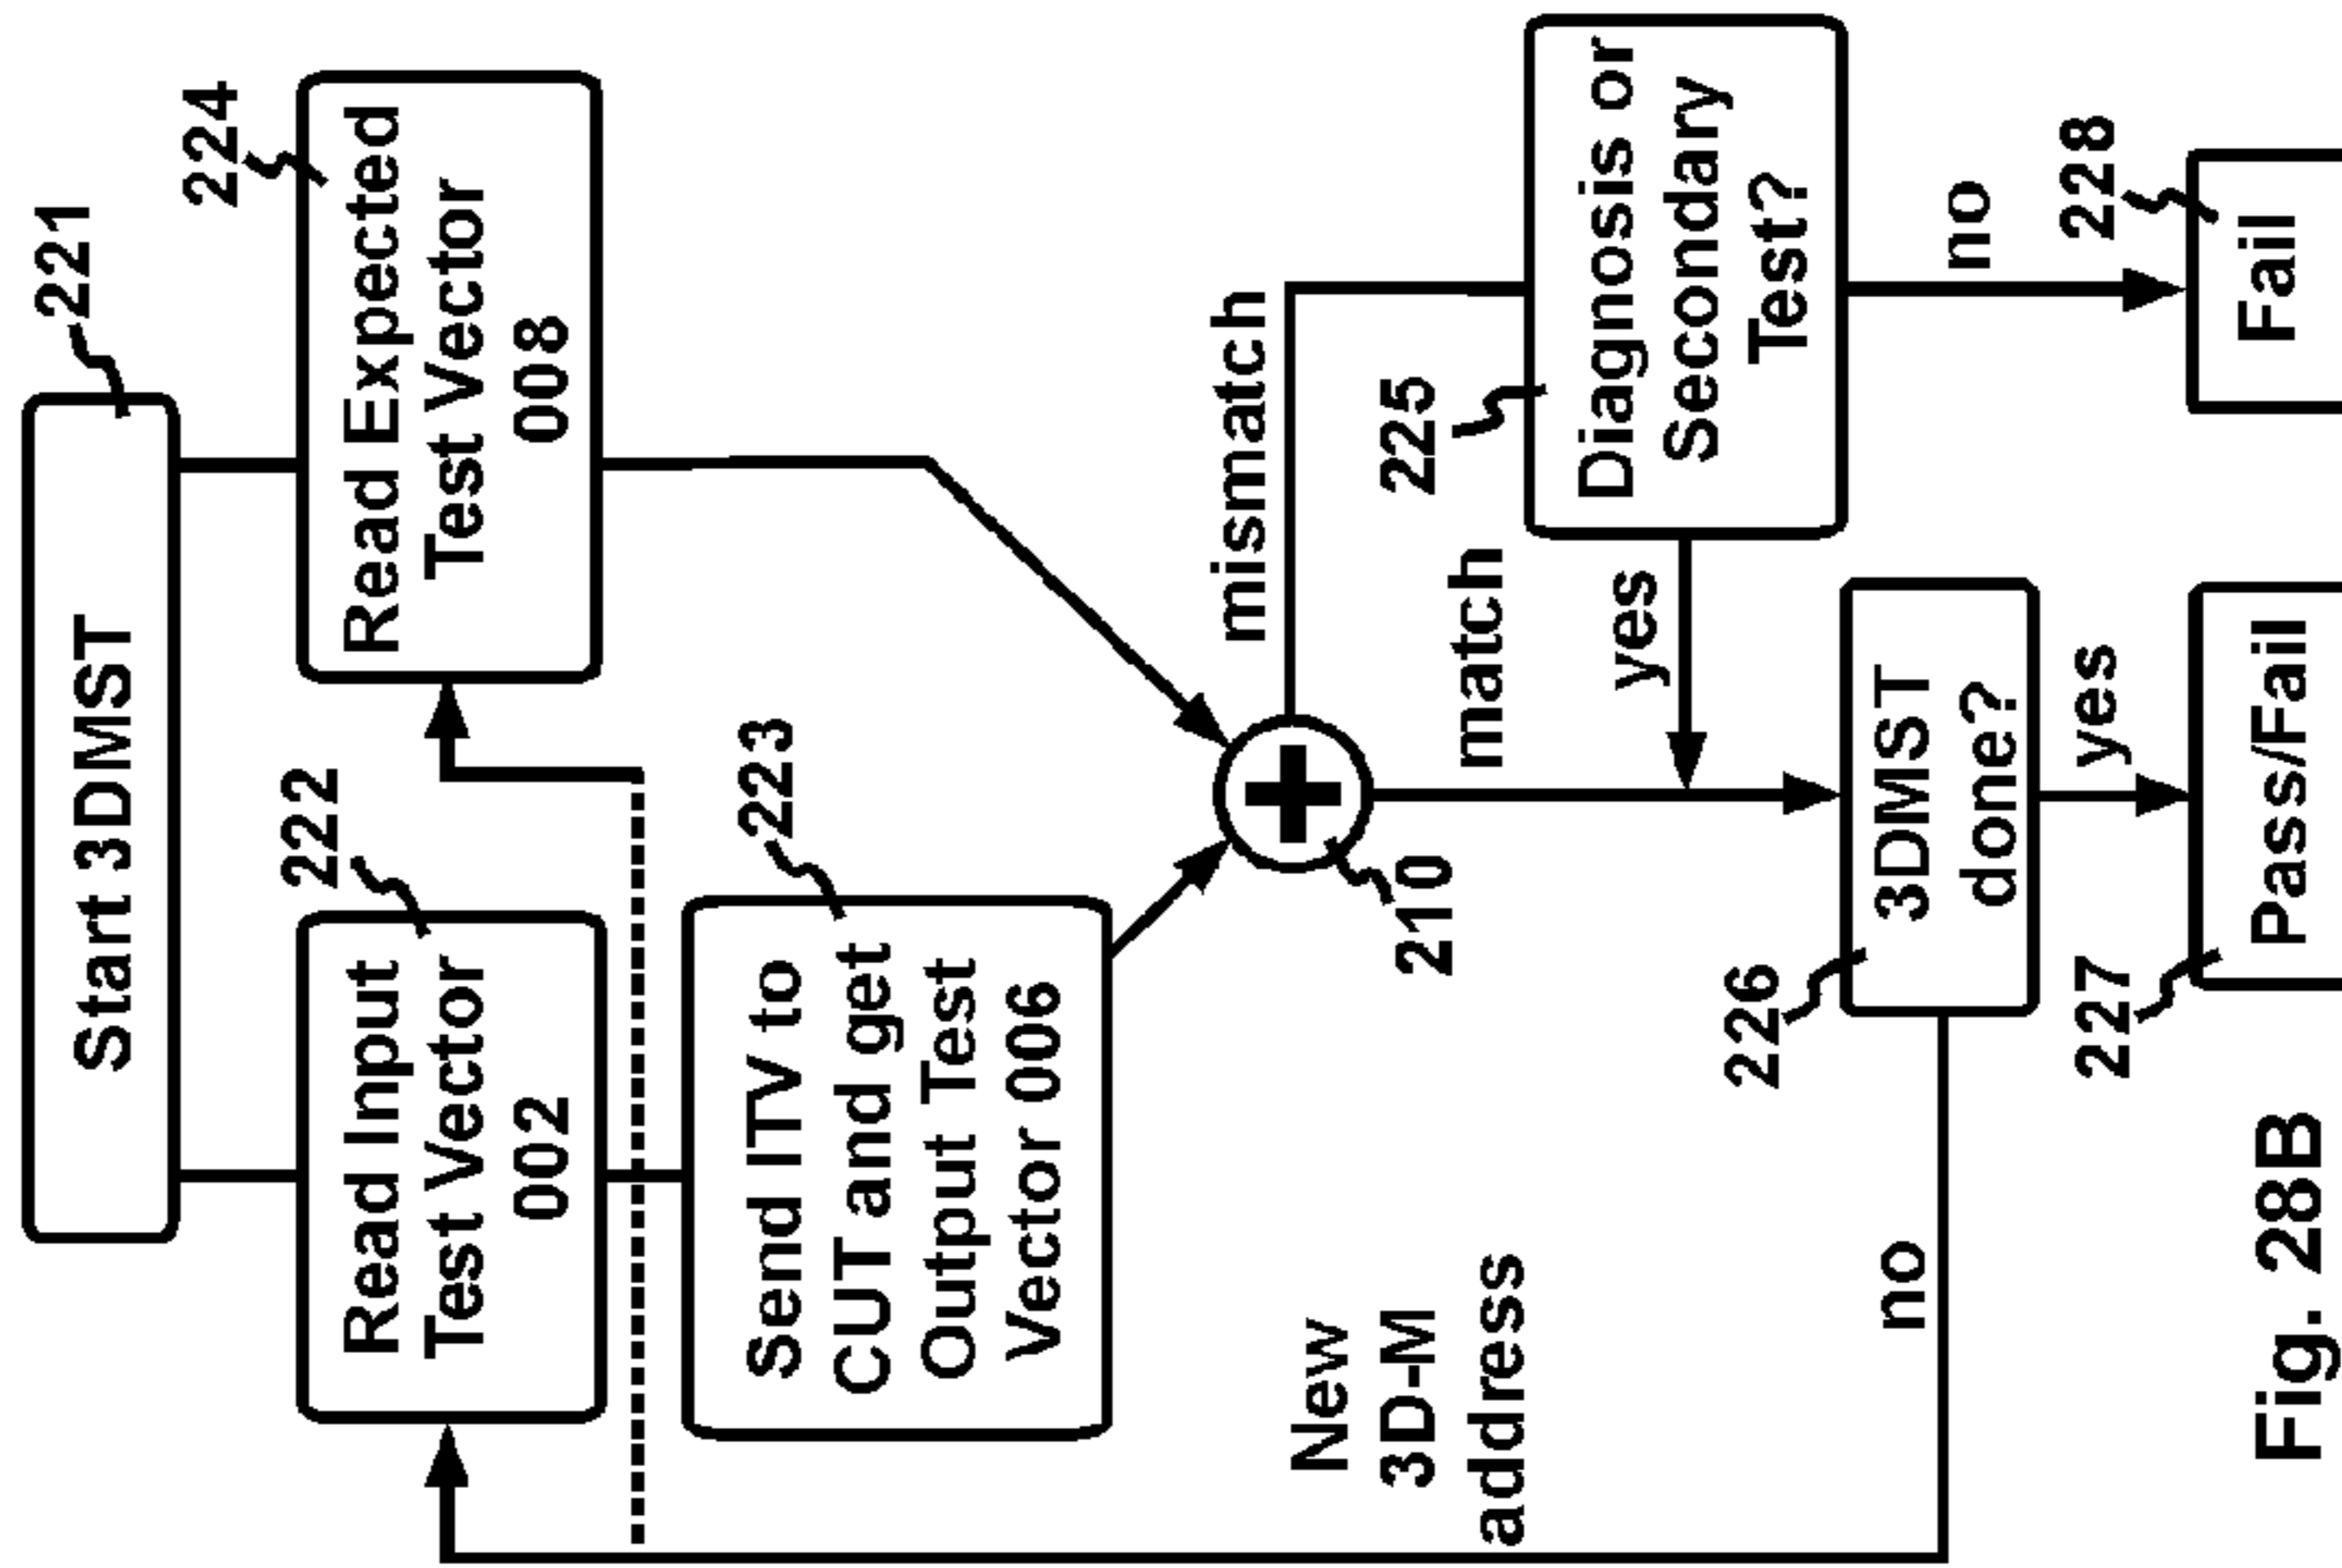 221
Start 3DMST
222
224
Read Input
Test Vector
002
Read Expected
Test Vector
008
223
Send ITV to
CUT and get
Output Test
Vector 006
mismatch
210
match
225
Diagnosis or
Secondary
Test?
yes
New
3D-M
address
226
3DMST
done?
no
no
yes
227
Pass/Fail
228
Fail
Fig. 28B